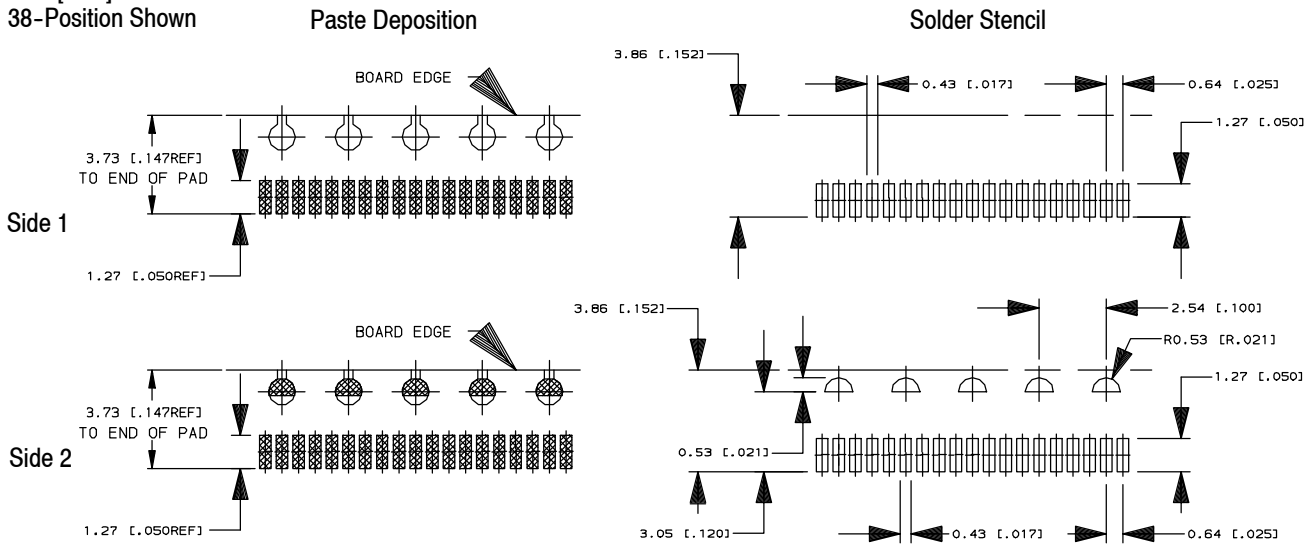 38-Position Shown
Paste Deposition
Solder Stencil
3.86 [.152]
BOARD EDGE
0.43 [.017]
0.64 [.025]
1.27 [.050]
3.73 [.147REF]
TO END OF PAD
Side 1
1.27 [.050REF]
3.86 [.152]
2.54 [.100]
BOARD EDGE
R0.53 [R.021]
1.27 [.050]
3.73 [.147REF]
TO END OF PAD
Side 2
0.53 [.021]
1.27 [.050REF]
3.05 [.120]
0.43 [.017]
0.64 [.025]